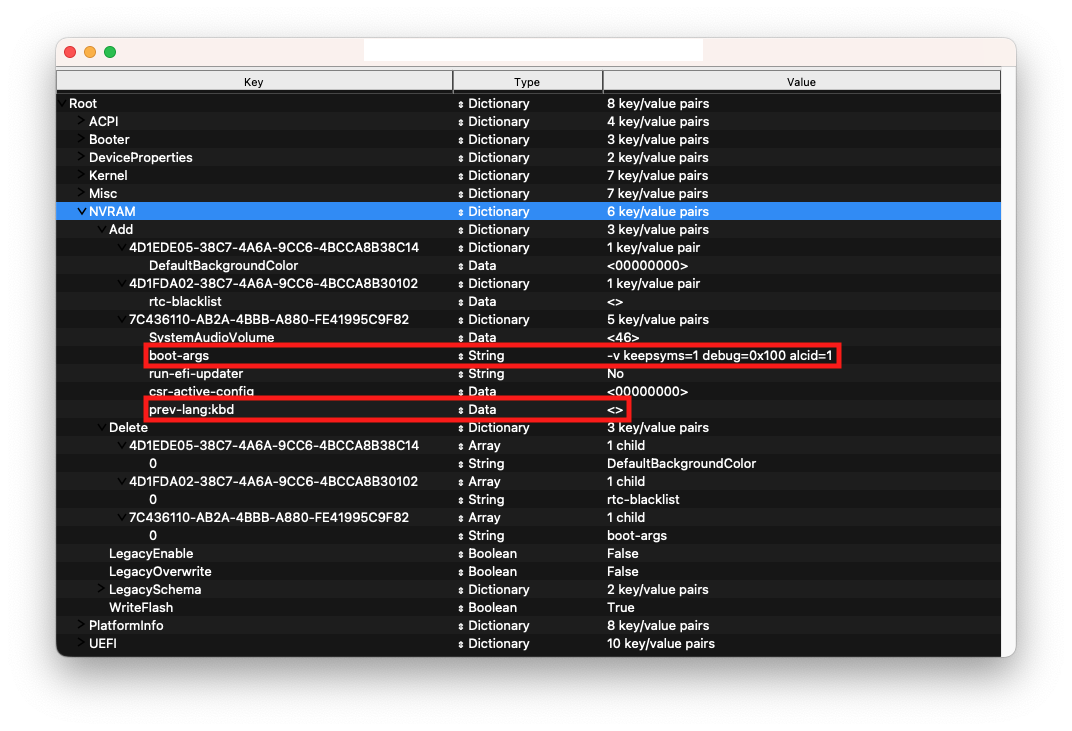 Key Type Value
Root Dictionary 8 key/value pairs
ACPI Dictionary 4 key/value pairs
Booter Dictionary 3 key/value pairs
DeviceProperties Dictionary 2 key/value pairs
Kernel Dictionary 7 key/value pairs
Misc Dictionary 7 key/value pairs
NVRAM Dictionary 6 key/value pairs
Add Dictionary 3 key/value pairs
4D1EDE05-38C7-4A6A-9CC6-4BCCA8B38C14 Dictionary 1 key/value pair
DefaultBackgroundColor Data <00000000>
4D1FDA02-38C7-4A6A-9CC6-4BCCA8B30102 Dictionary 1 key/value pair
rtc-blacklist Data <>
7C436110-AB2A-4BBB-A880-FE41995C9F82 Dictionary 5 key/value pairs
SystemAudioVolume Data <46>
boot-args String -v keepsyms=1 debug=0x100 alcid=1
run-efi-updater String No
csr-active-config Data <00000000>
prev-lang:kbd Data <>
Delete Dictionary 3 key/value pairs
4D1EDE05-38C7-4A6A-9CC6-4BCCA8B38C14 Array 1 child
0 String DefaultBackgroundColor
4D1FDA02-38C7-4A6A-9CC6-4BCCA8B30102 Array 1 child
0 String rtc-blacklist
7C436110-AB2A-4BBB-A880-FE41995C9F82 Array 1 child
0 String boot-args
LegacyEnable Boolean False
LegacyOverwrite Boolean False
LegacySchema Dictionary 2 key/value pairs
WriteFlash Boolean True
PlatformInfo Dictionary 8 key/value pairs
UEFI Dictionary 10 key/value pairs